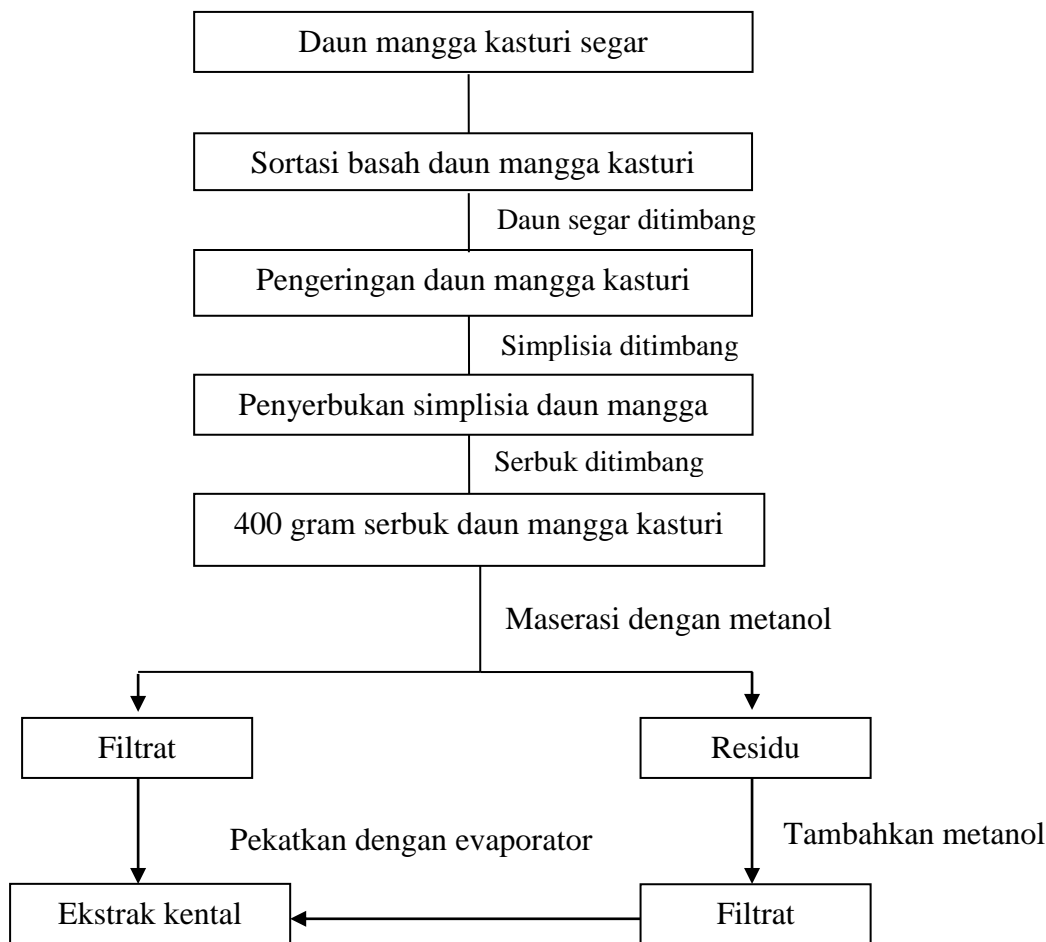 Daun mangga kasturi segar
Sortasi basah daun mangga kasturi
Daun segar ditimbang
Pengeringan daun mangga kasturi
Simplisia ditimbang
Penyerbukan simplisia daun mangga
Serbuk ditimbang
400 gram serbuk daun mangga kasturi
Maserasi dengan metanol
Filtrat
Residu
Pekatkan dengan evaporator
Tambahkan metanol
Ekstrak kental
Filtrat